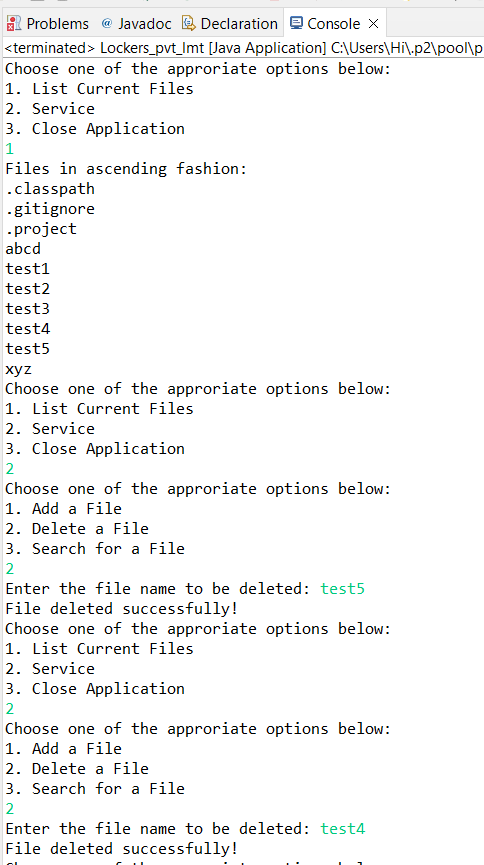 Problems @ Javadoc Declaration Console
<terminated> Lockers_pvt_lmt [Java Application] C:\Users\Hi\.p2\pool\p
Choose one of the approriate options below:
1. List Current Files
2. Service
3. Close Application
1
Files in ascending fashion:
.classpath
.gitignore
.project
abcd
test1
test2
test3
test4
test5
xyz
Choose one of the approriate options below:
1. List Current Files
2. Service
3. Close Application
2
Choose one of the approriate options below:
1. Add a File
2. Delete a File
3. Search for a File
2
Enter the file name to be deleted: test5
File deleted successfully!
Choose one of the approriate options below:
1. List Current Files
2. Service
3. Close Application
2
Choose one of the approriate options below:
1. Add a File
2. Delete a File
3. Search for a File
2
Enter the file name to be deleted: test4
File deleted successfully!